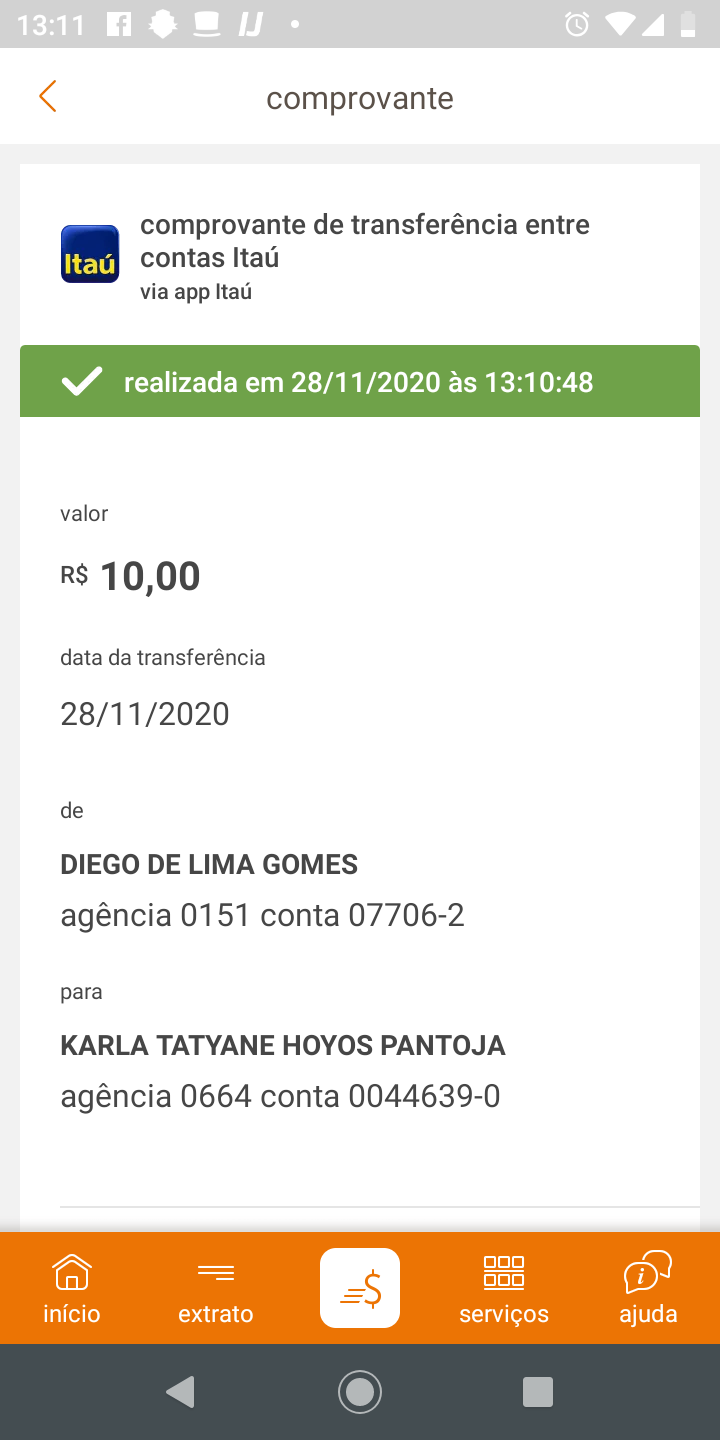 13:11
comprovante
Itaú
comprovante de transferência entre
contas Itaú
via app Itaú
realizada em 28/11/2020 às 13:10:48
valor
R$ 10,00
data da transferência
28/11/2020
de
DIEGO DE LIMA GOMES
agência 0151 conta 07706-2
para
KARLA TATYANE HOYOS PANTOJA
agência 0664 conta 0044639-0
início
extrato
serviços
ajuda